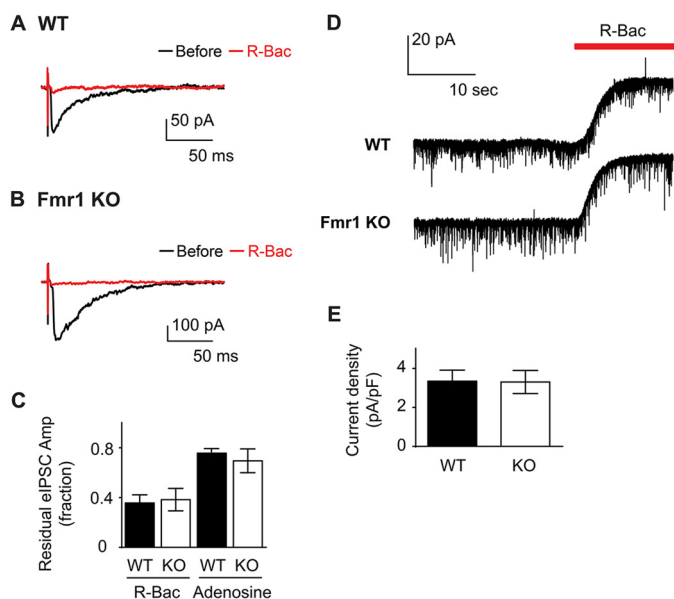 A WT
Before R-Bac
50 pA
50 ms
B Fmr1 KO
Before R-Bac
100 pA
50 ms
C
Residual eIPSC Amp
(fraction)
0.8
0.4
0
WT KO WT KO
R-Bac Adenosine
D
R-Bac
20 pA
10 sec
WT
Fmr1 KO
E
Current density
(pA/pF)
4
2
0
WT KO